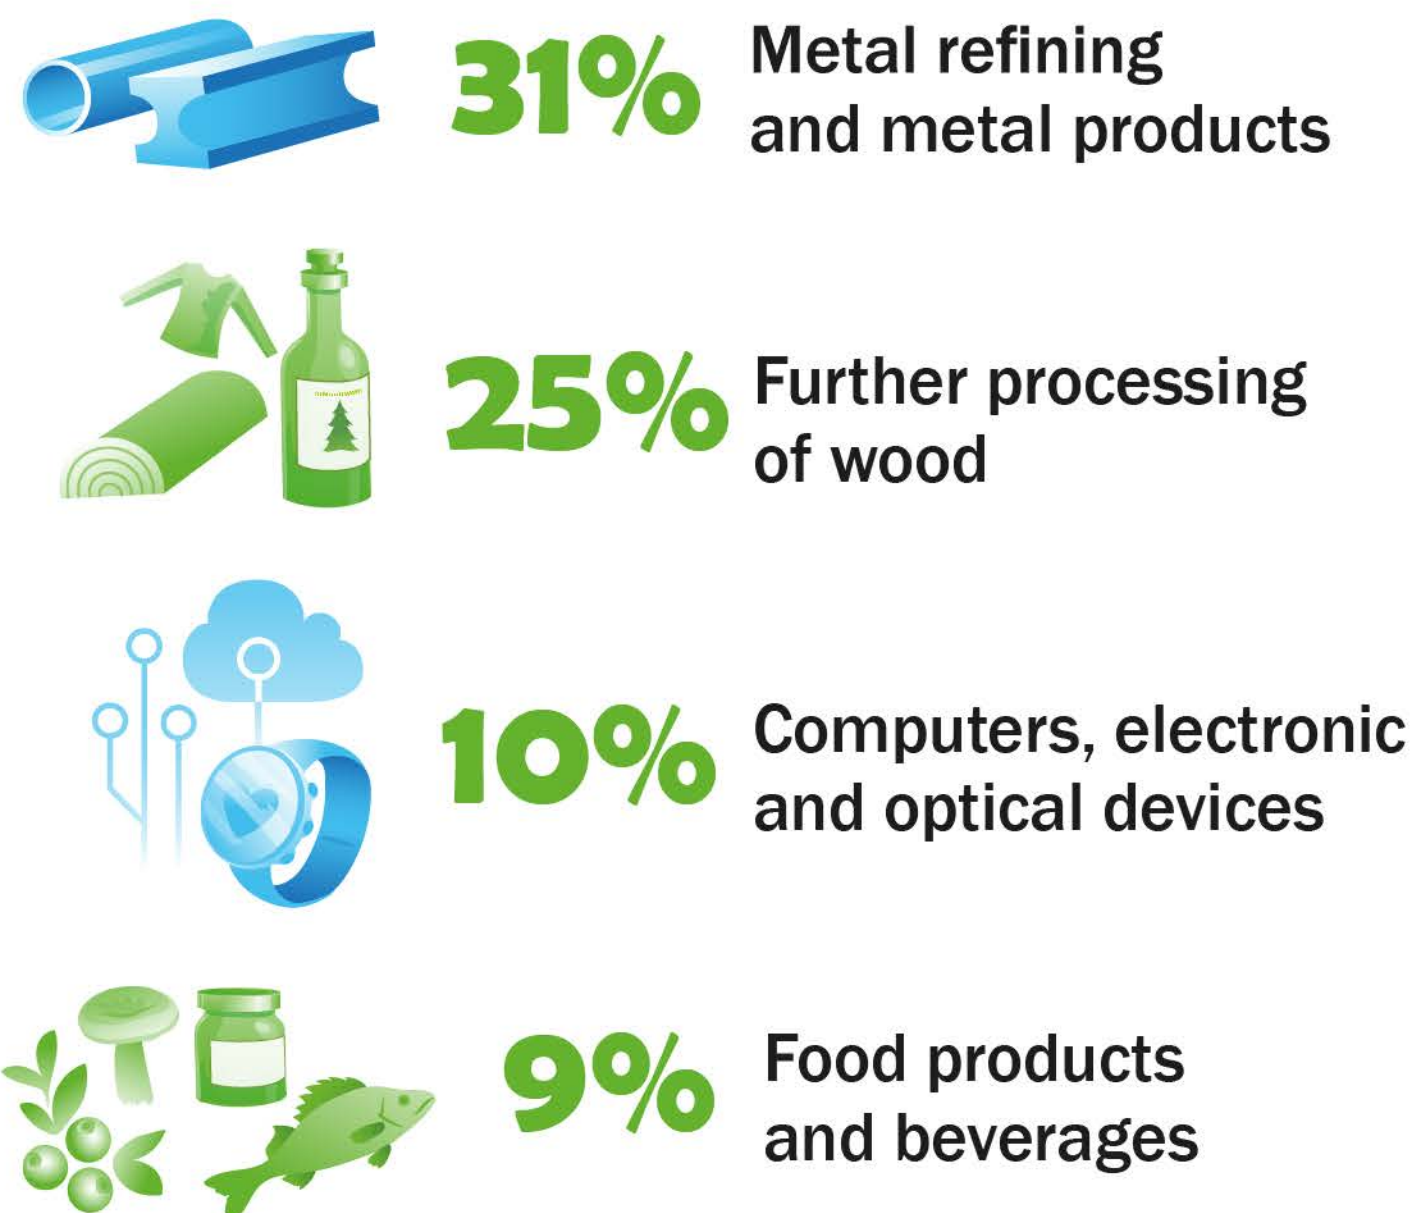 31%
Metal refining
and metal products
25%
Further processing
of wood
10%
Computers, electronic
and optical devices
9%
Food products
and beverages